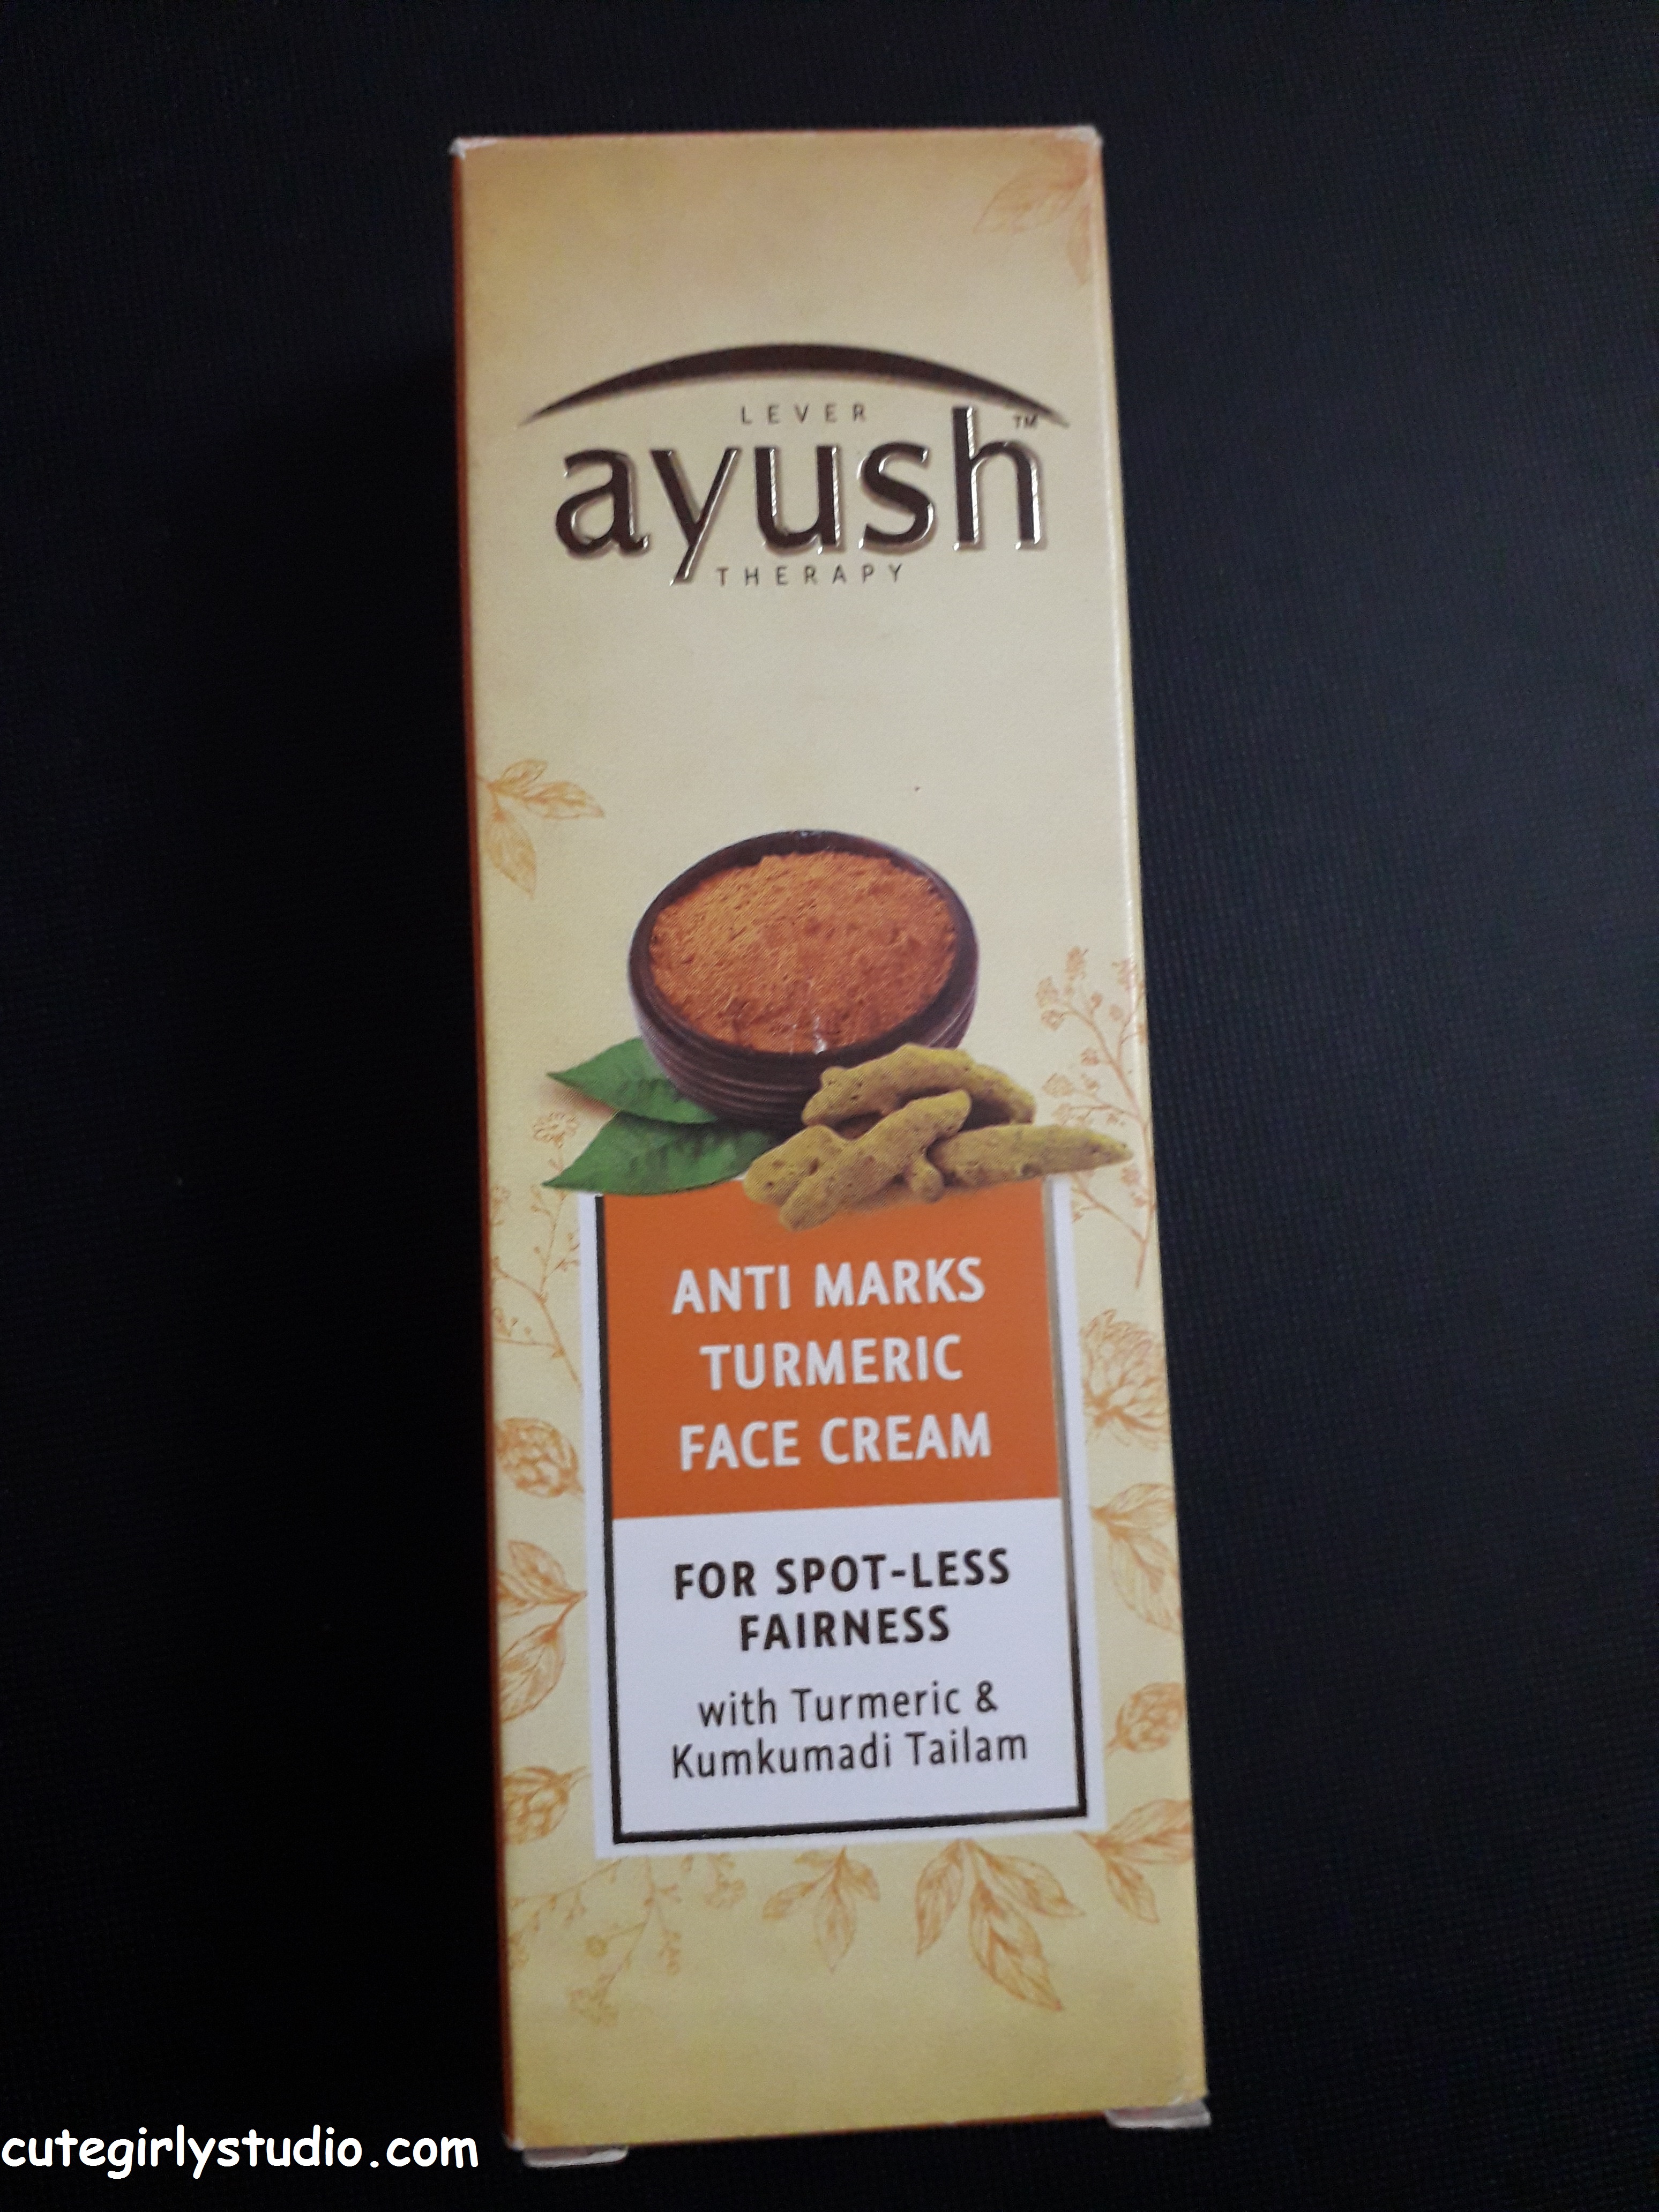 LEVER
ayush™
THERAPY
ANTI MARKS
TURMERIC
FACE CREAM
FOR SPOT-LESS
FAIRNESS
with Turmeric &
Kumkumadi Tailam
cutegirlystudio.com